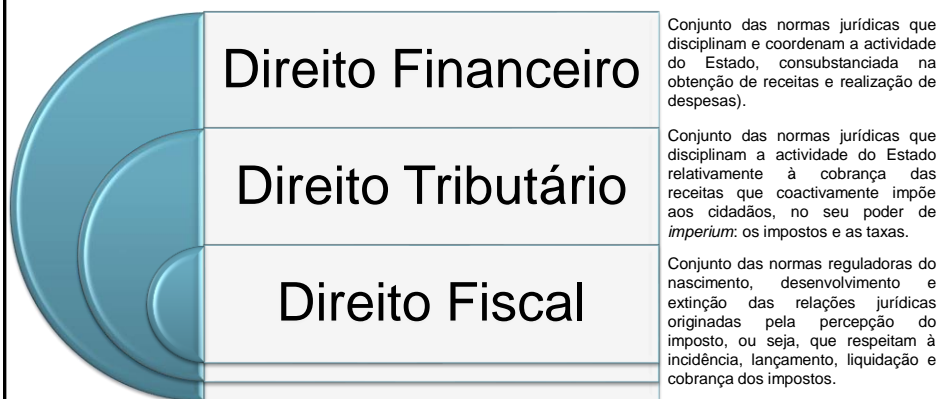 Direito Financeiro
Conjunto das normas jurídicas que
disciplinam e coordenam a actividade
do Estado, consubstanciada na
obtenção de receitas e realização de
despesas).
Direito Tributário
Conjunto das normas jurídicas que
disciplinam a actividade do Estado
relativamente à cobrança das
receitas que coactivamente impõe
aos cidadãos, no seu poder de
imperium: os impostos e as taxas.
Direito Fiscal
Conjunto das normas reguladoras do
nascimento, desenvolvimento e
extinção das relações jurídicas
originadas pela percepção do
imposto, ou seja, que respeitam à
incidência, lançamento, liquidação e
cobrança dos impostos.